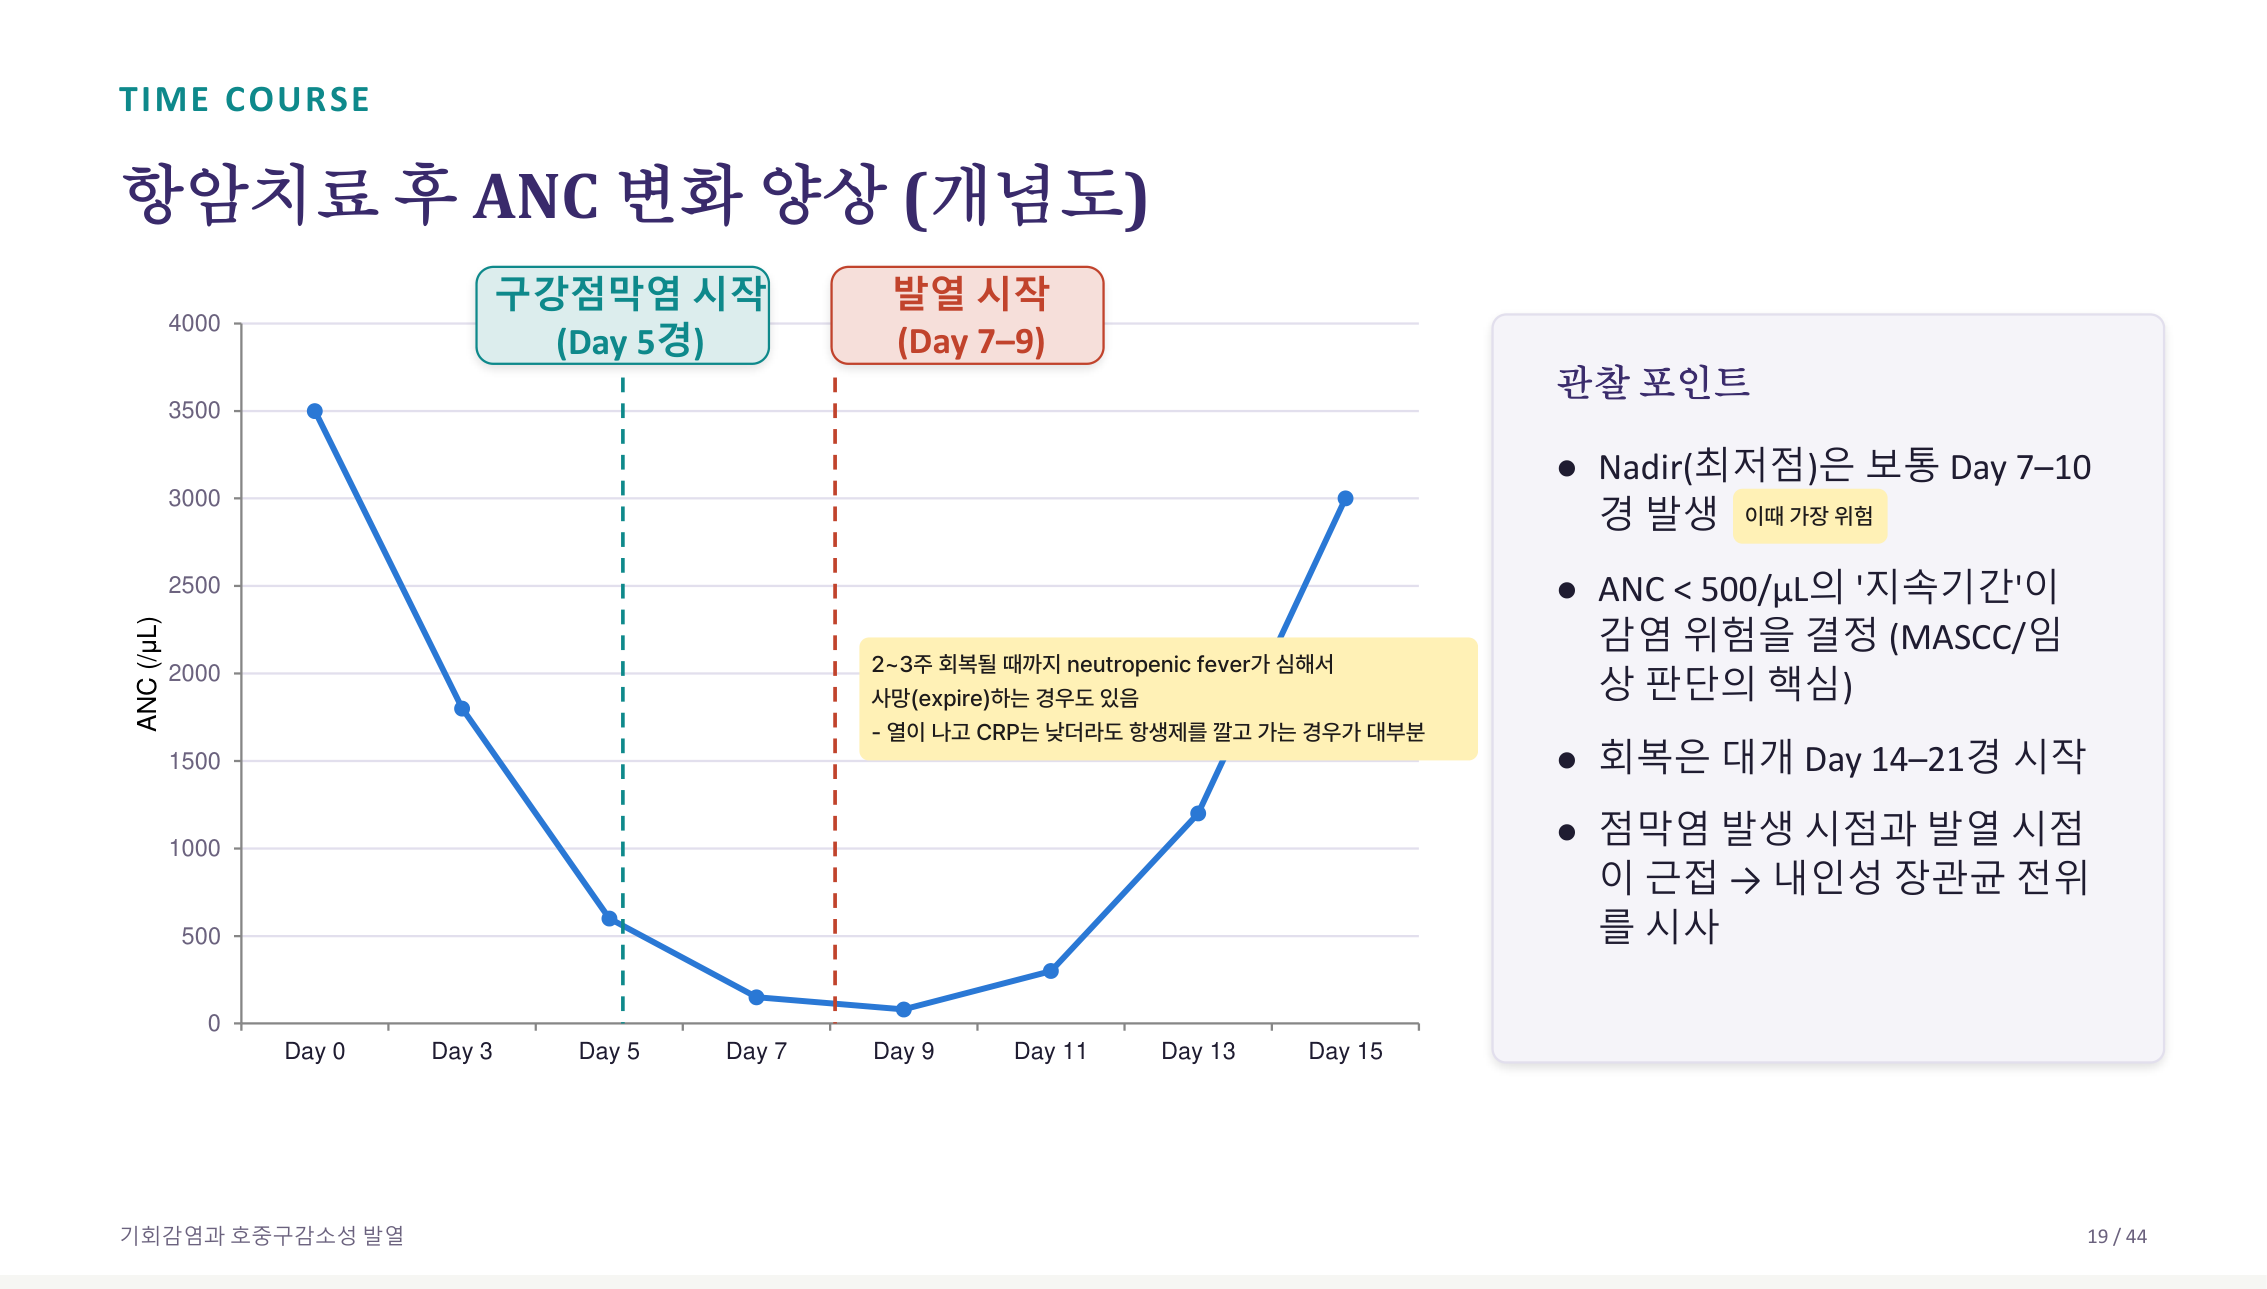 TIME COURSE
항암치료 후 ANC 변화 양상 (개념도)
구강점막염 시작
(Day 5경)
발열 시작
(Day 7–9)
ANC (/μL)
4000
3500
3000
2500
2000
1500
1000
500
0
Day 0
Day 3
Day 5
Day 7
Day 9
Day 11
Day 13
Day 15
2~3주 회복될 때까지 neutropenic fever가 심해서
사망(expire)하는 경우도 있음
- 열이 나고 CRP는 낮더라도 항생제를 깔고 가는 경우가 대부분
관찰 포인트
● Nadir(최저점)은 보통 Day 7–10
경 발생 이때 가장 위험
● ANC < 500/μL의 '지속기간'이
감염 위험을 결정 (MASCC/임
상 판단의 핵심)
● 회복은 대개 Day 14–21경 시작
● 점막염 발생 시점과 발열 시점
이 근접 → 내인성 장관균 전위
를 시사
기회감염과 호중구감소성 발열
19 / 44